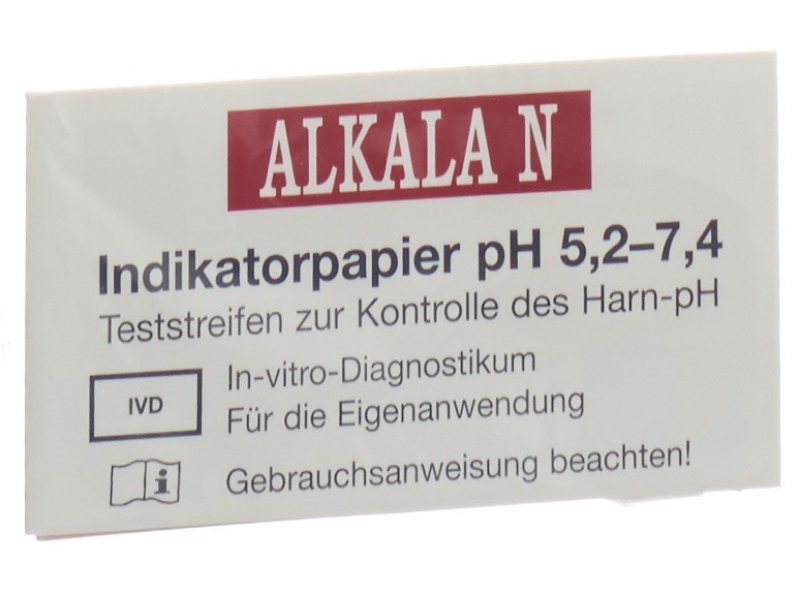 ALKALA N
Indikatorpapier pH 5,2–7,4
Teststreifen zur Kontrolle des Harn-pH
IVD
In-vitro-Diagnostikum
Für die Eigenanwendung
i
Gebrauchsanweisung beachten!